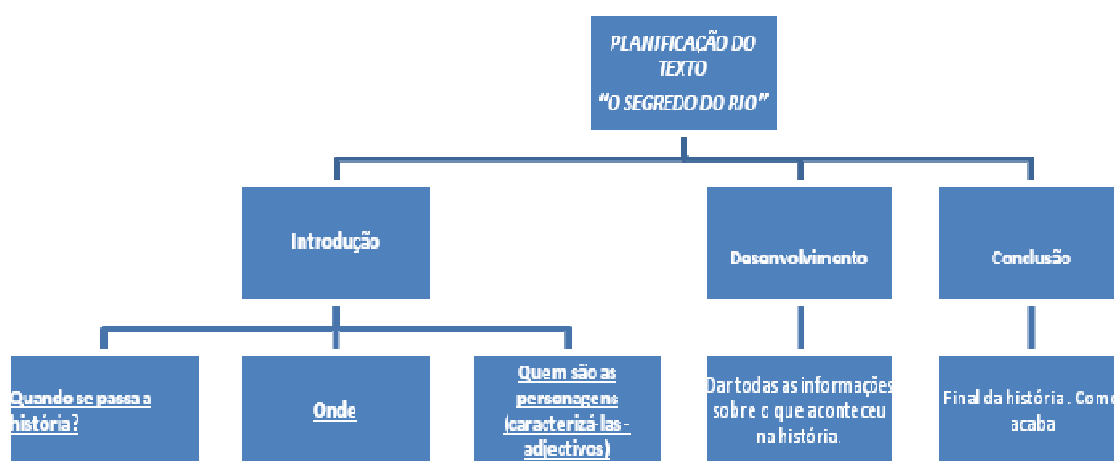 PLANIFICAÇÃO DO
TEXTO
"O SEGREDO DO RIO"
Introdução
Desenvolvimento
Conclusão
Quando se passa a
história?
Onde
Quem são as
personagens
(caracterizá-las -
adjectivos)
Dar todas as informações
sobre o que aconteceu
na história.
Final da história . Como
acaba